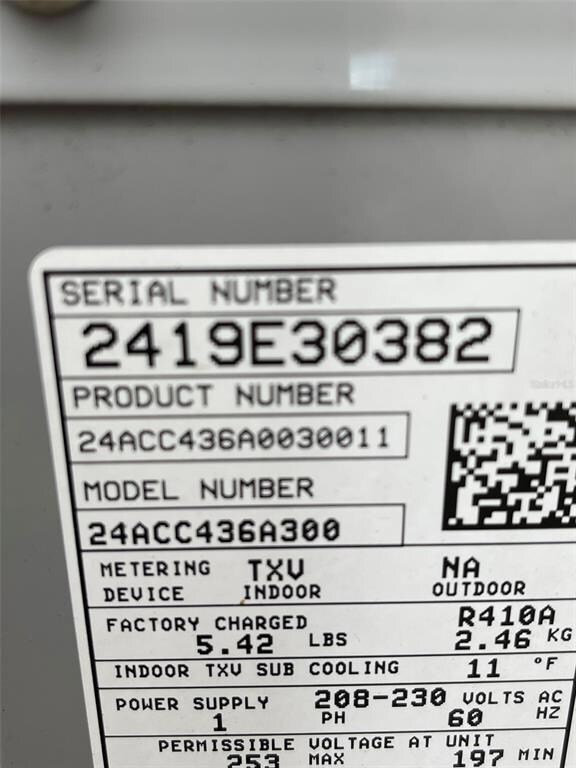 SERIAL NUMBER
2419E30382
PRODUCT NUMBER
24ACC436A0030011
MODEL NUMBER
24ACC436A300
METERING DEVICE TXV INDOOR NA OUTDOOR
FACTORY CHARGED R410A
5.42 LBS 2.46 KG
INDOOR TXV SUB COOLING 11 °F
POWER SUPPLY 208-230 VOLTS AC
1 PH 60 HZ
PERMISSIBLE VOLTAGE AT UNIT
253 MAX 197 MIN